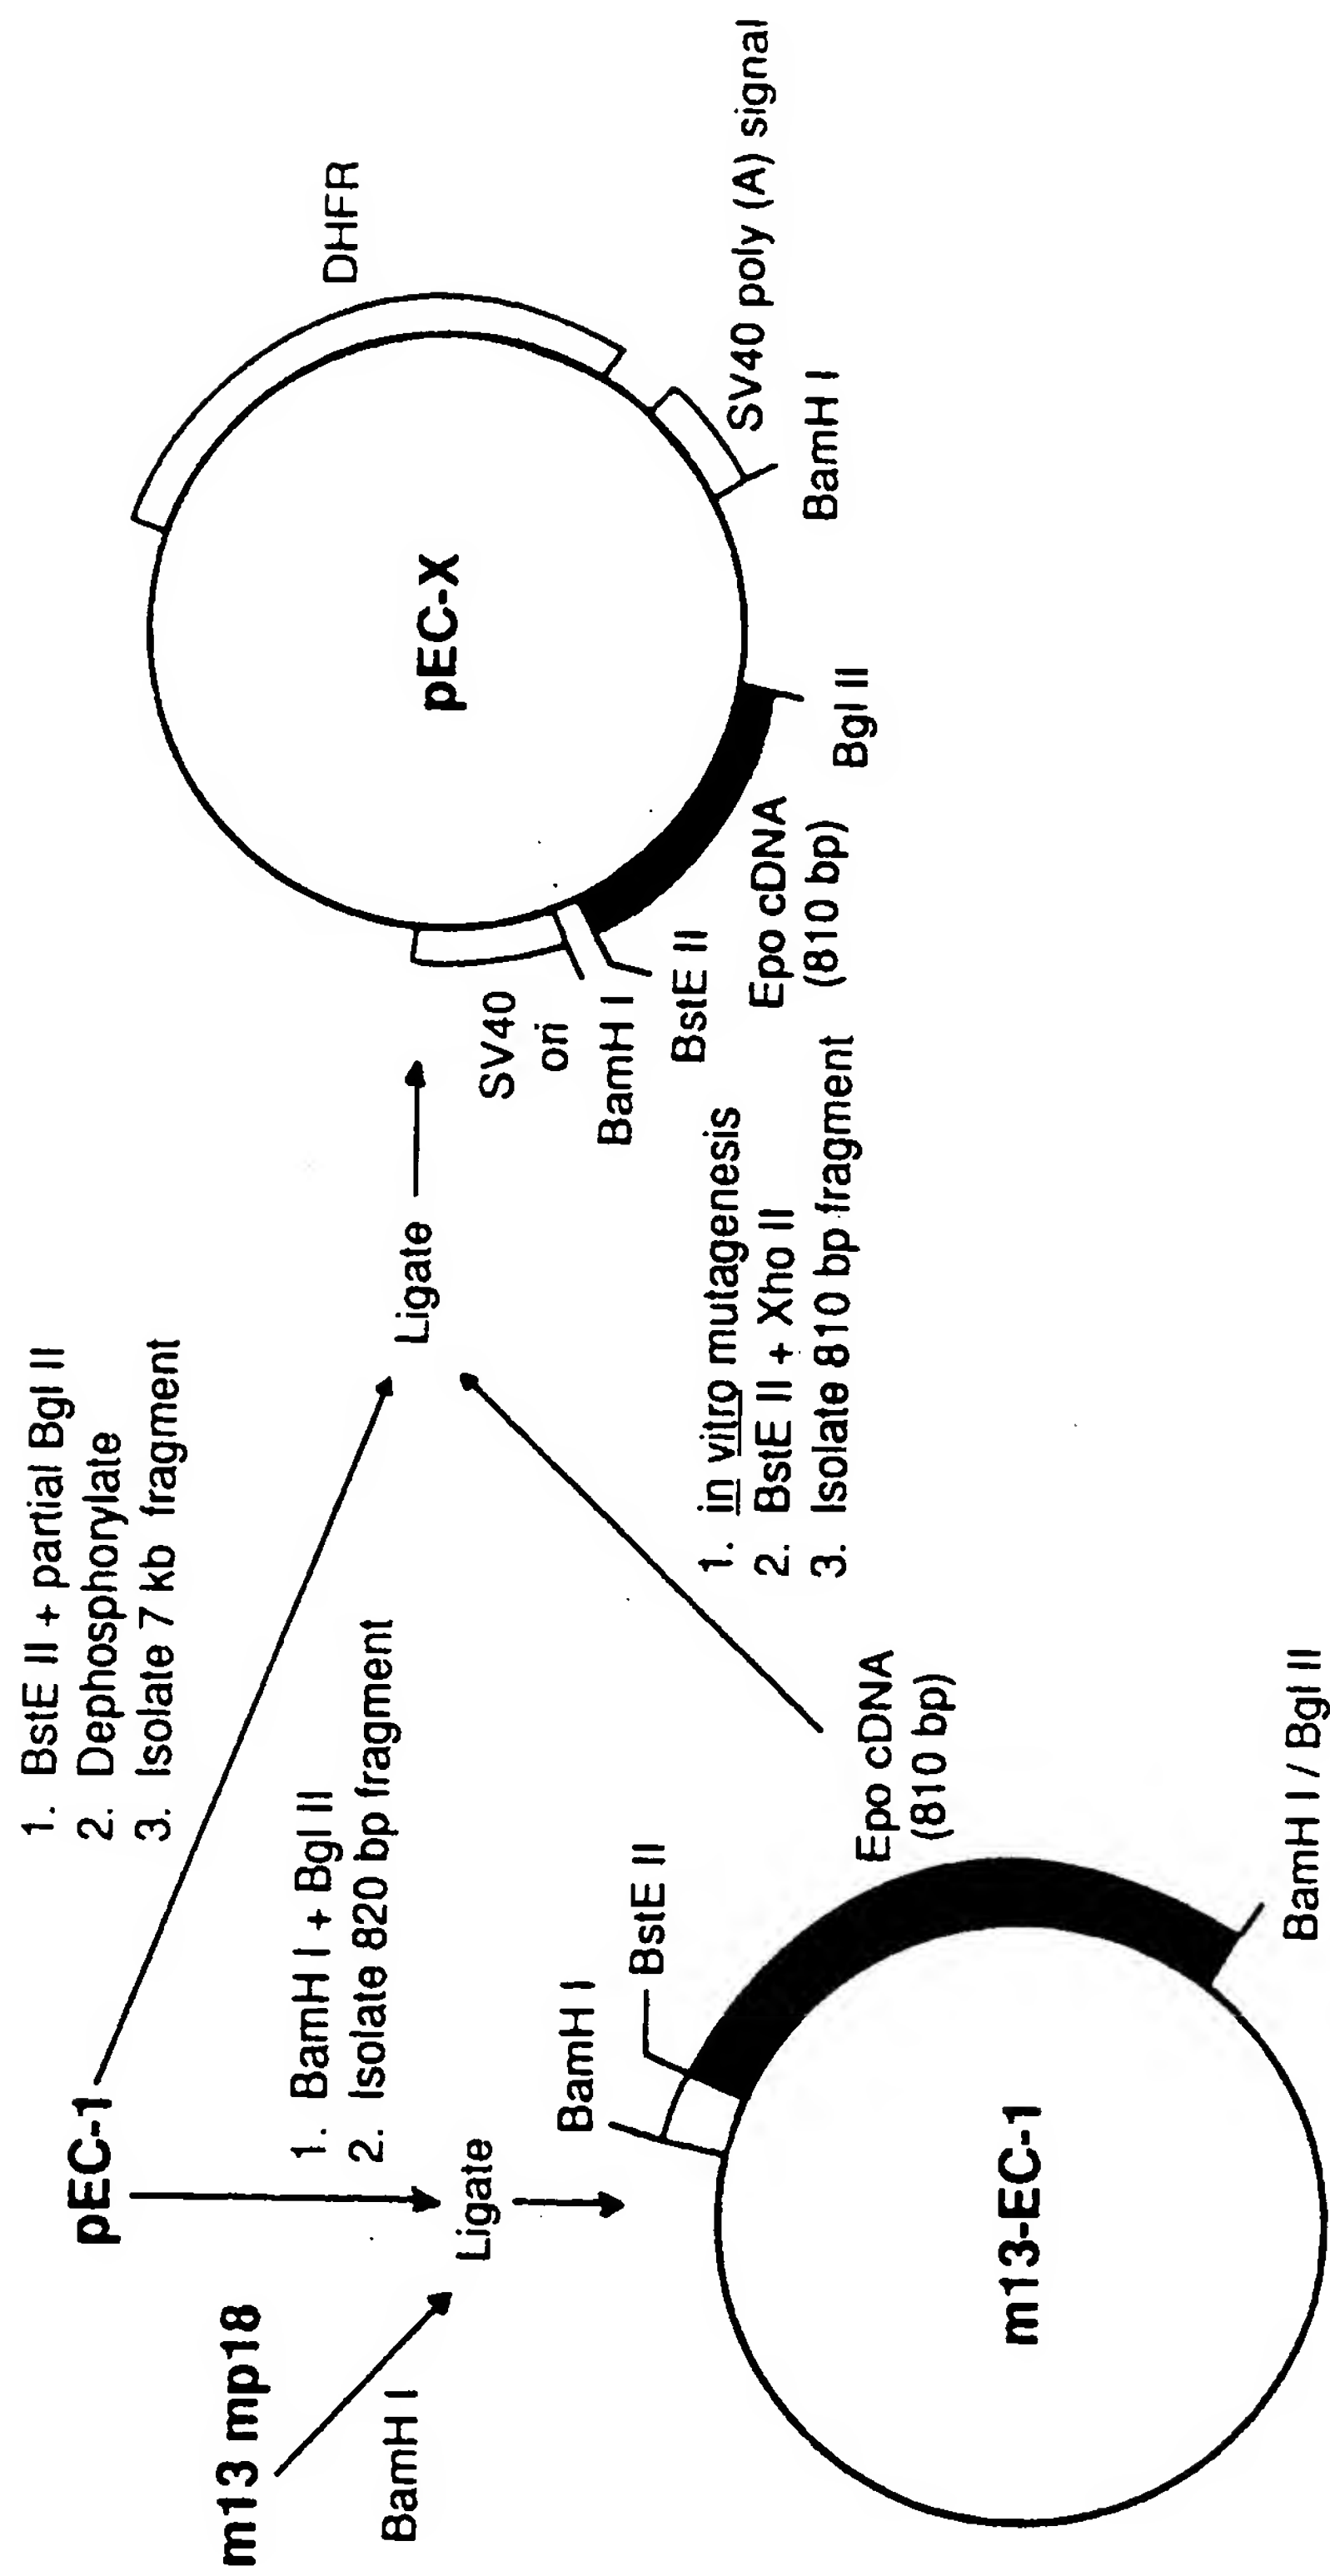 m13 mp18
BamH I
pEC-1
1. BstE II + partial Bgl II
2. Dephosphorylate
3. Isolate 7 kb fragment
1. BamH I + Bgl II
2. Isolate 820 bp fragment
Ligate
BamH I
BstE II
Epo cDNA
(810 bp)
BamH I / Bgl II
m13-EC-1
1. in vitro mutagenesis
2. BstE II + Xho II
3. Isolate 810 bp fragment
Ligate
SV40
ori
BamH I
BstE II
Epo cDNA
(810 bp)
Bgl II
BamH I
SV40 poly (A) signal
DHFR
pEC-X